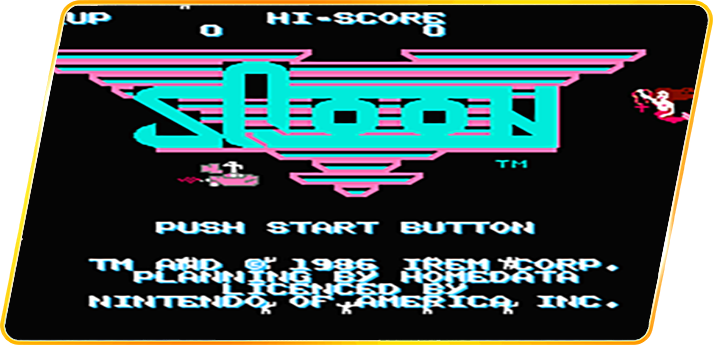 UP HI-SCORE
0 0
Sqoon
TM
PUSH START BUTTON
TM AND © 1986 IREM CORP.
PLANNING BY HOMEDATA
LICENCED BY
NINTENDO OF AMERICA INC.